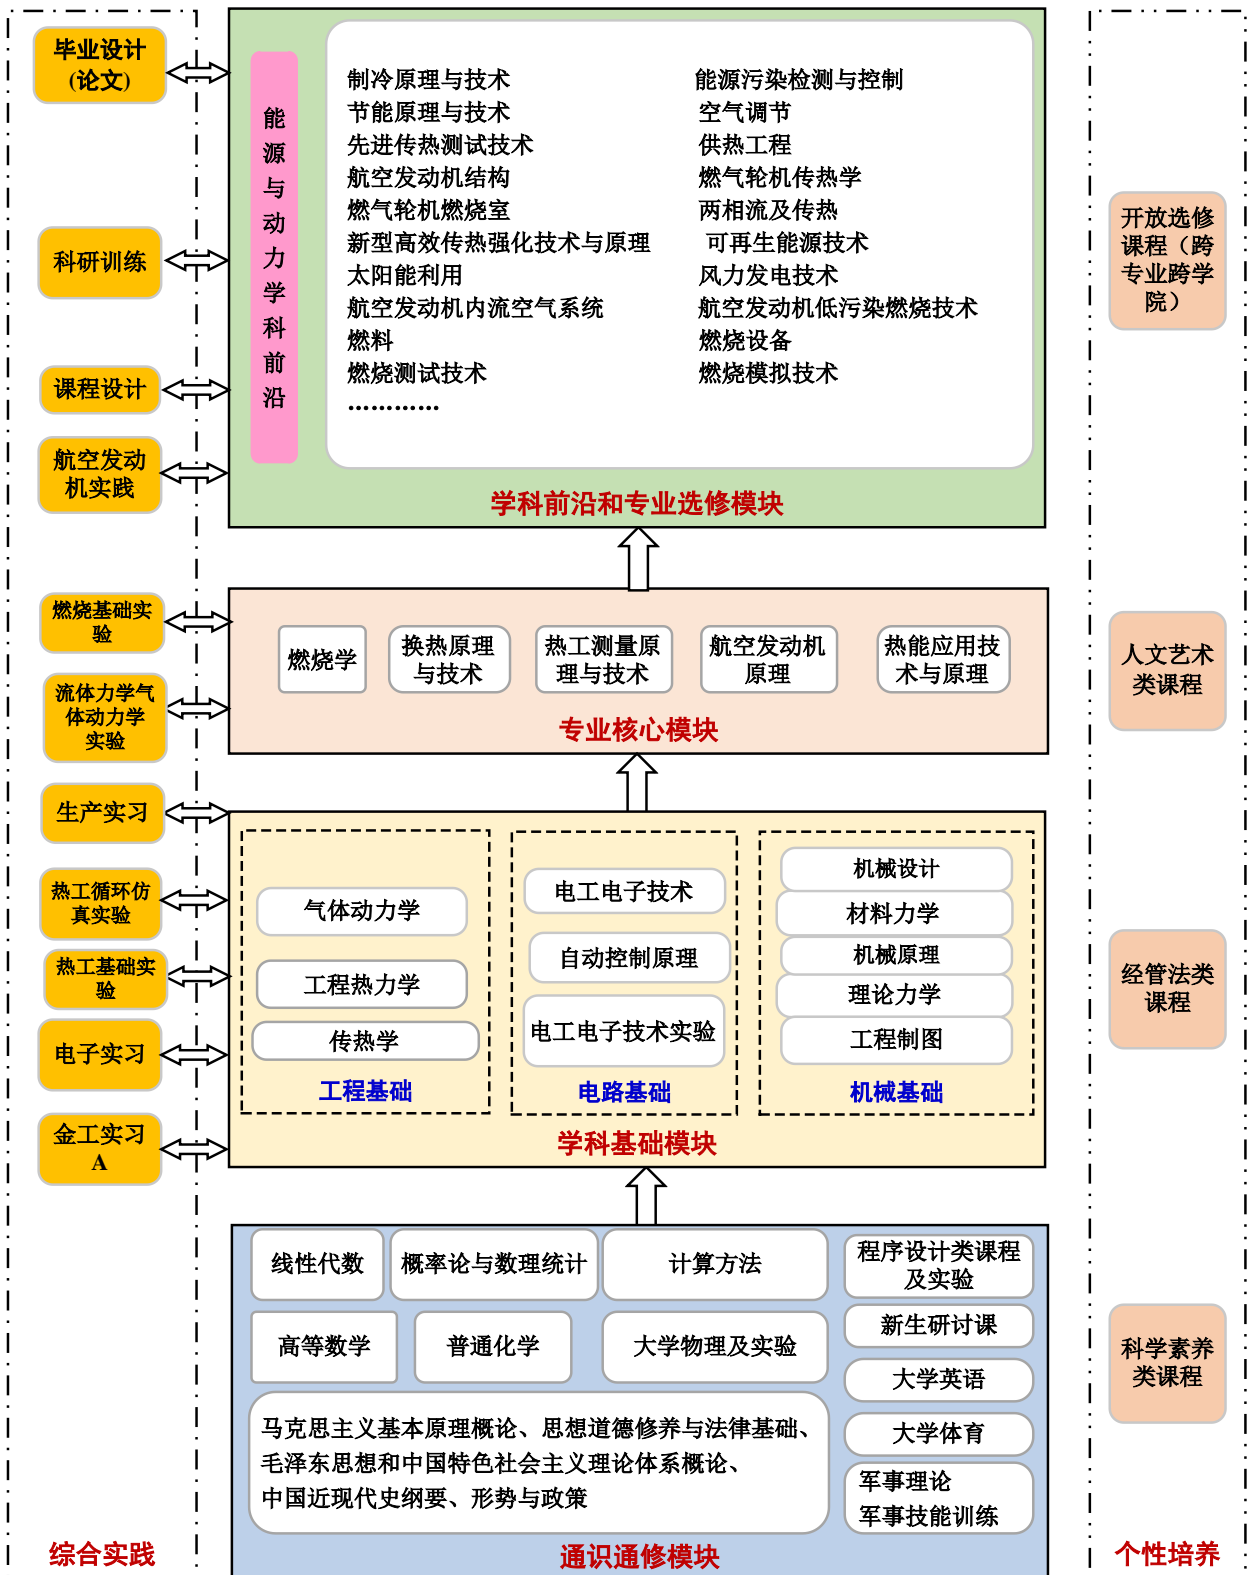 毕业设计
(论文)
科研训练
课程设计
航空发动
机实践
燃烧基础实
验
流体力学气
体动力学
实验
生产实习
热工循环仿
真实验
热工基础实
验
电子实习
金工实习
A
综合实践
能源与动力学科前沿
制冷原理与技术 能源污染检测与控制
节能原理与技术 空气调节
先进传热测试技术 供热工程
航空发动机结构 燃气轮机传热学
燃气轮机燃烧室 两相流及传热
新型高效传热强化技术与原理 可再生能源技术
太阳能利用 风力发电技术
航空发动机内流空气系统 航空发动机低污染燃烧技术
燃料 燃烧设备
燃烧测试技术 燃烧模拟技术
…………
学科前沿和专业选修模块
燃烧学
换热原理
与技术
热工测量原
理与技术
航空发动机
原理
热能应用技
术与原理
专业核心模块
气体动力学
工程热力学
传热学
工程基础
电工电子技术
自动控制原理
电工电子技术实验
电路基础
机械设计
材料力学
机械原理
理论力学
工程制图
机械基础
学科基础模块
线性代数
概率论与数理统计
计算方法
程序设计类课程
及实验
高等数学
普通化学
大学物理及实验
新生研讨课
大学英语
大学体育
军事理论
军事技能训练
马克思主义基本原理概论、思想道德修养与法律基础、
毛泽东思想和中国特色社会主义理论体系概论、
中国近现代史纲要、形势与政策
通识通修模块
开放选修
课程（跨
专业跨学
院）
人文艺术
类课程
经管法类
课程
科学素养
类课程
个性培养